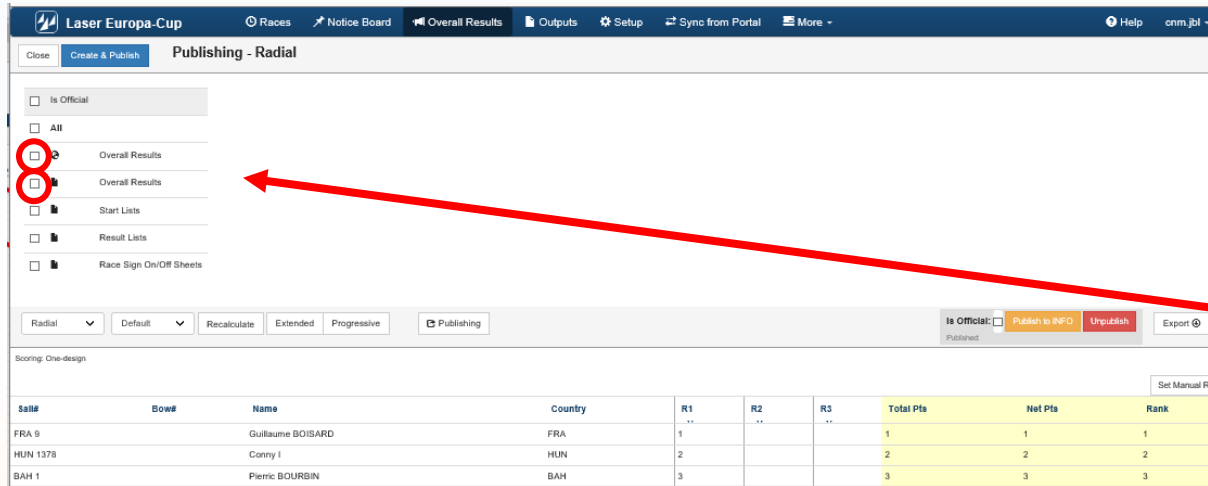 Laser Europa-Cup Races Notice Board Overall Results Outputs Setup Sync from Portal More Help cnm.jbl
Close Create & Publish Publishing - Radial
Is Official
All
Overall Results
Overall Results
Start Lists
Result Lists
Race Sign On/Off Sheets
Radial Default Recalculate Extended Progressive Publishing Is Official: Publish to INFO Unpublish Export
Published:
Scoring: One-design
Set Manual R
Sail# Bow# Name Country R1 R2 R3 Total Pts Net Pts Rank
FRA 9 Guillaume BOISARD FRA 1 1 1 1
HUN 1378 Conny I HUN 2 2 2 2
BAH 1 Pierric BOURBIN BAH 3 3 3 3